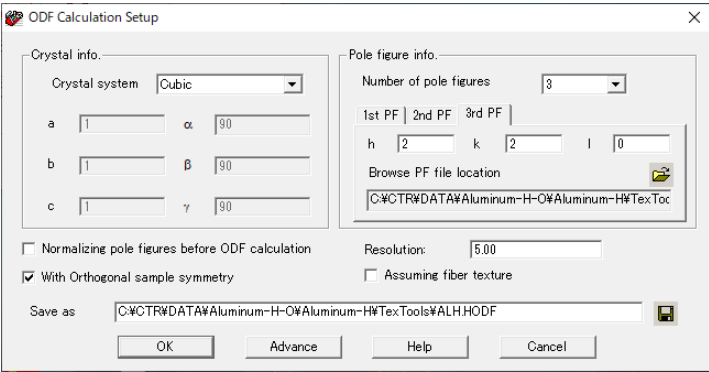 ODF Calculation Setup
Crystal info.
Crystal system Cubic
a 1 α 90
b 1 β 90
c 1 γ 90
Pole figure info.
Number of pole figures 3
1st PF 2nd PF 3rd PF
h 2 k 2 l 0
Browse PF file location
C:¥CTR¥DATA¥Aluminum-H-O¥Aluminum-H¥TexToc
Normalizing pole figures before ODF calculation
With Orthogonal sample symmetry
Resolution: 5.00
Assuming fiber texture
Save as C:¥CTR¥DATA¥Aluminum-H-O¥Aluminum-H¥TexTools¥ALH.HODF
OK Advance Help Cancel